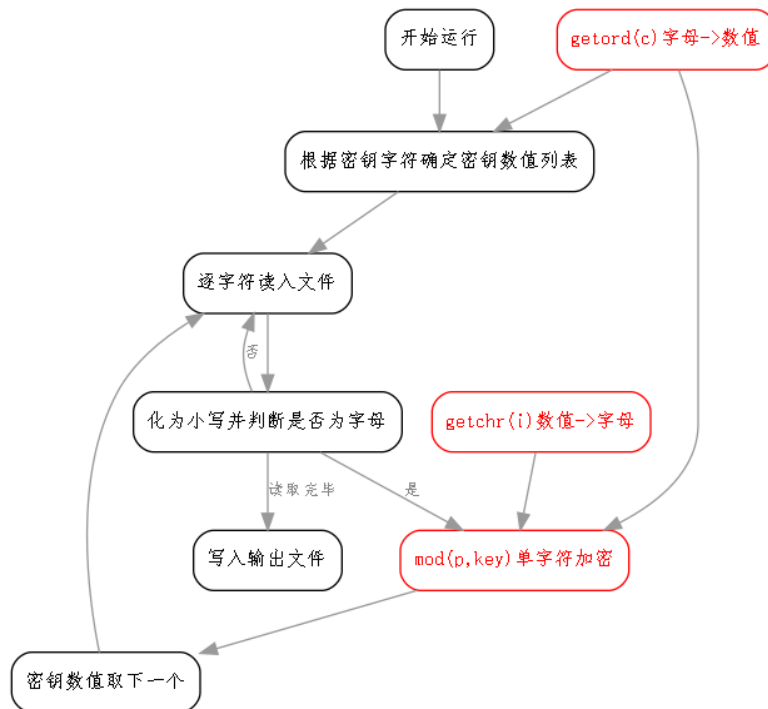 开始运行
getord(c)字母->数值
根据密钥字符确定密钥数值列表
逐字符读入文件
否
化为小写并判断是否为字母
getchr(i)数值->字母
读取完毕
是
写入输出文件
mod(p,key)单字符加密
密钥数值取下一个